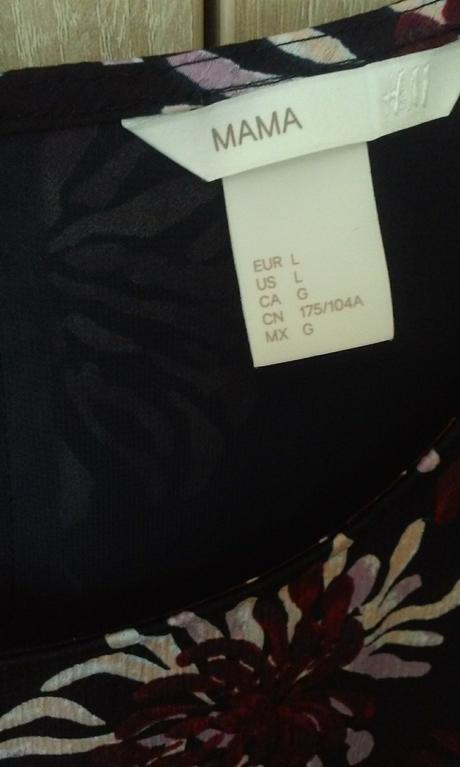 MAMA
EUR L
US L
CA G
CN 175/104A
MX G